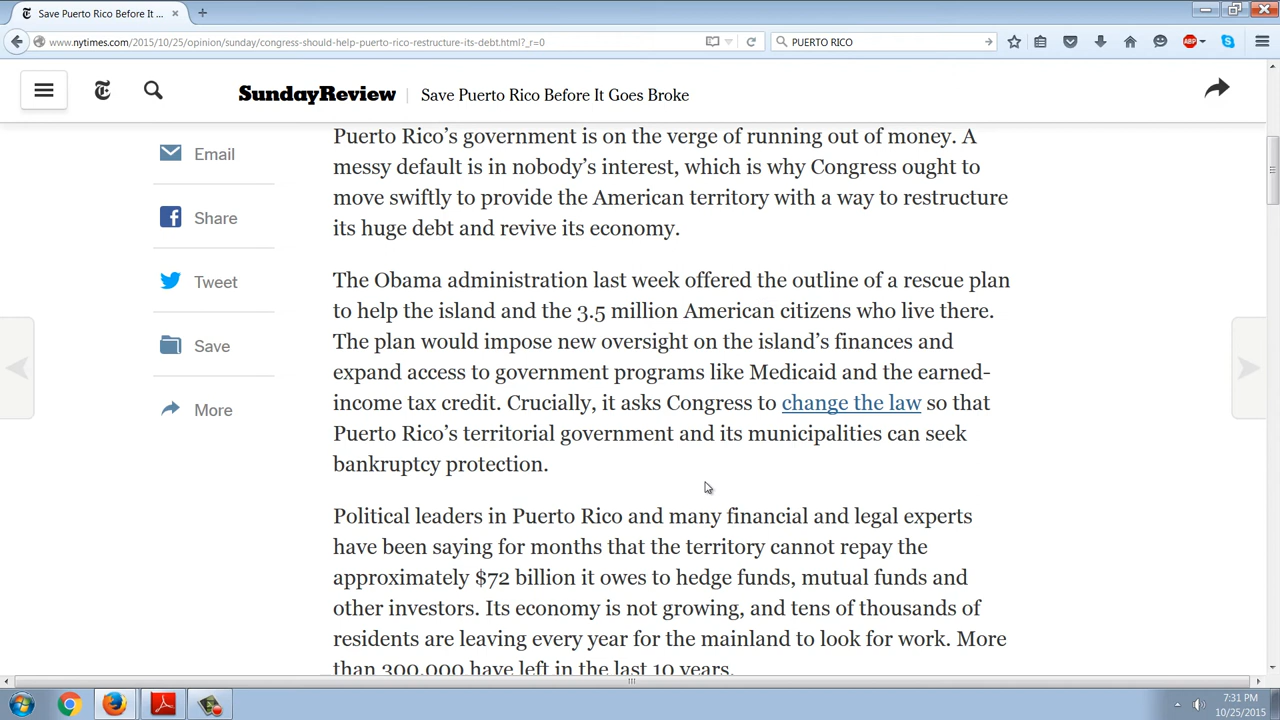 Save Puerto Rico Before It ...
www.nytimes.com/2015/10/25/opinion/sunday/congress-should-help-puerto-rico-restructure-its-debt.html?_r=0
PUERTO RICO
ABP
SundayReview | Save Puerto Rico Before It Goes Broke
Email
Share
Tweet
Save
More
Puerto Rico’s government is on the verge of running out of money. A
messy default is in nobody’s interest, which is why Congress ought to
move swiftly to provide the American territory with a way to restructure
its huge debt and revive its economy.
The Obama administration last week offered the outline of a rescue plan
to help the island and the 3.5 million American citizens who live there.
The plan would impose new oversight on the island’s finances and
expand access to government programs like Medicaid and the earned-
income tax credit. Crucially, it asks Congress to change the law so that
Puerto Rico’s territorial government and its municipalities can seek
bankruptcy protection.
Political leaders in Puerto Rico and many financial and legal experts
have been saying for months that the territory cannot repay the
approximately $72 billion it owes to hedge funds, mutual funds and
other investors. Its economy is not growing, and tens of thousands of
residents are leaving every year for the mainland to look for work. More
than 300,000 have left in the last 10 years.
7:31 PM
10/25/2015